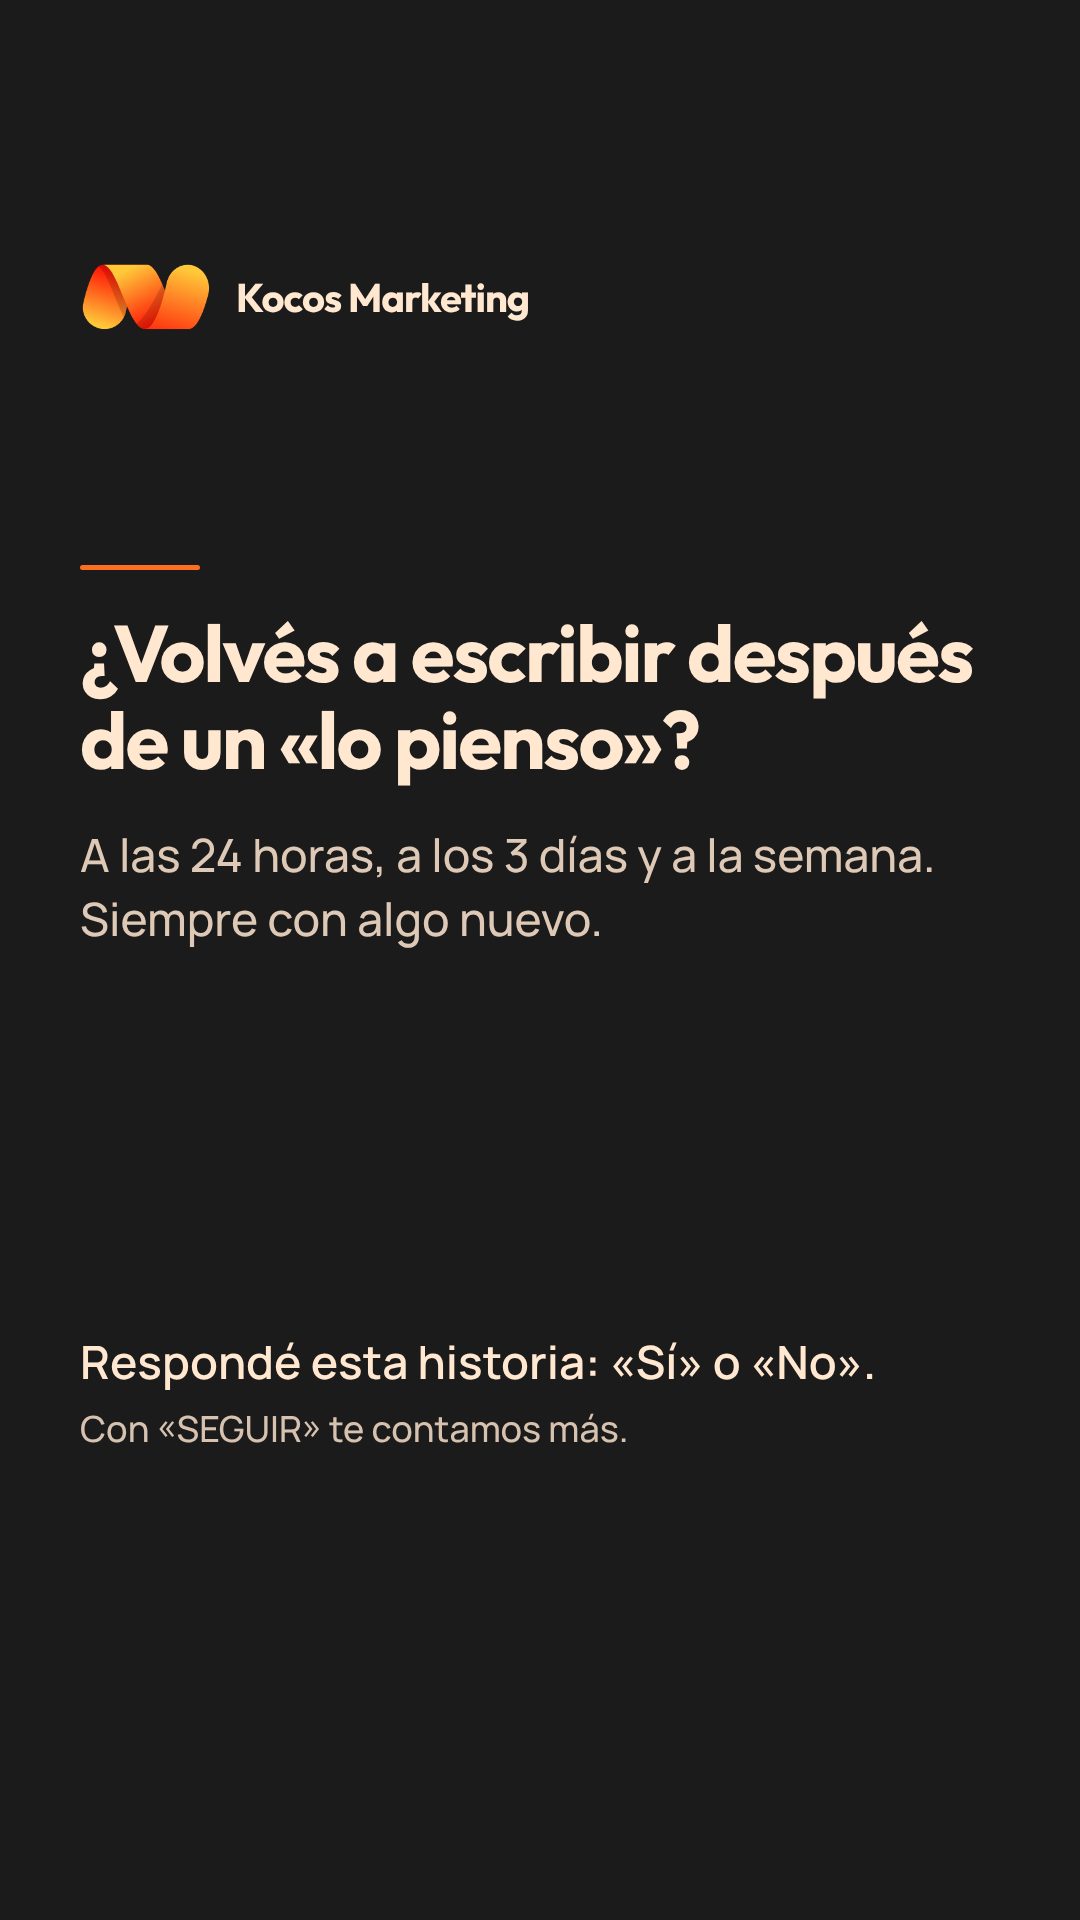 Kocos Marketing
¿Volvés a escribir después
de un «lo pienso»?
A las 24 horas, a los 3 días y a la semana.
Siempre con algo nuevo.
Respondé esta historia: «Sí» o «No».
Con «SEGUIR» te contamos más.